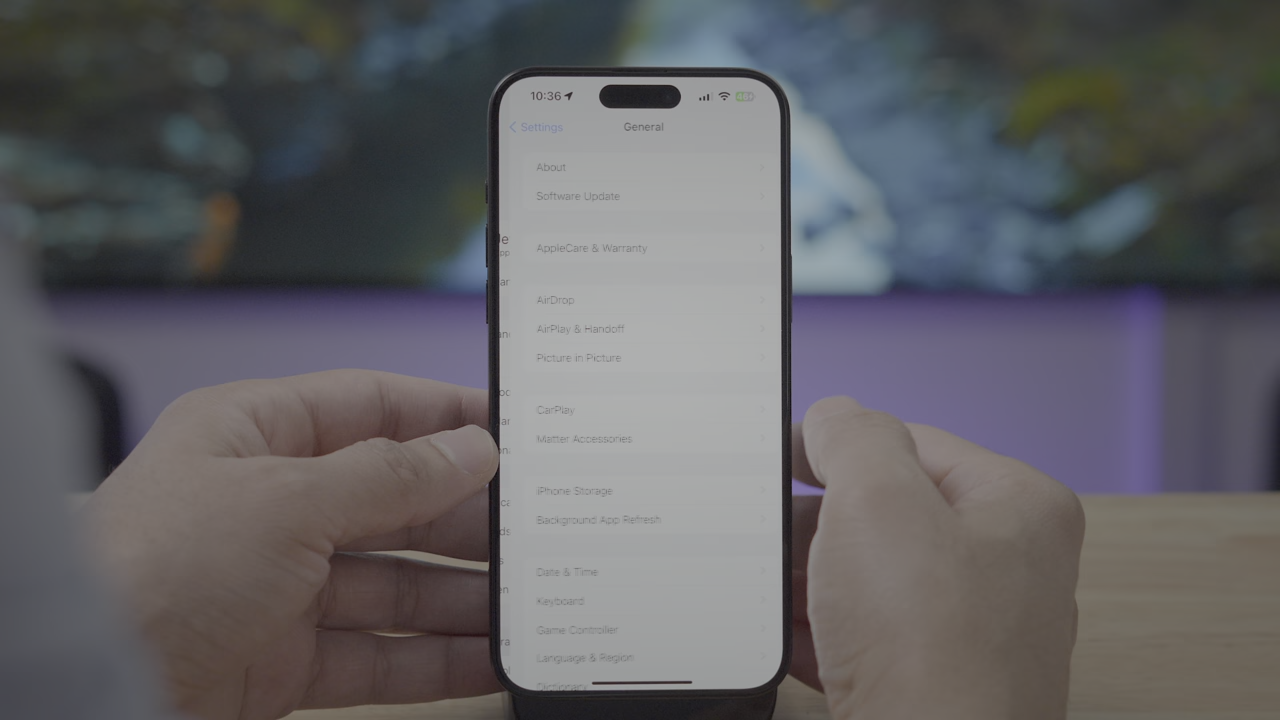 10:36
Settings
General
About
Software Update
AppleCare & Warranty
AirDrop
AirPlay & Handoff
Picture in Picture
CarPlay
Matter Accessories
iPhone Storage
Background App Refresh
Date & Time
Keyboard
Game Controller
Language & Region
Dictionary